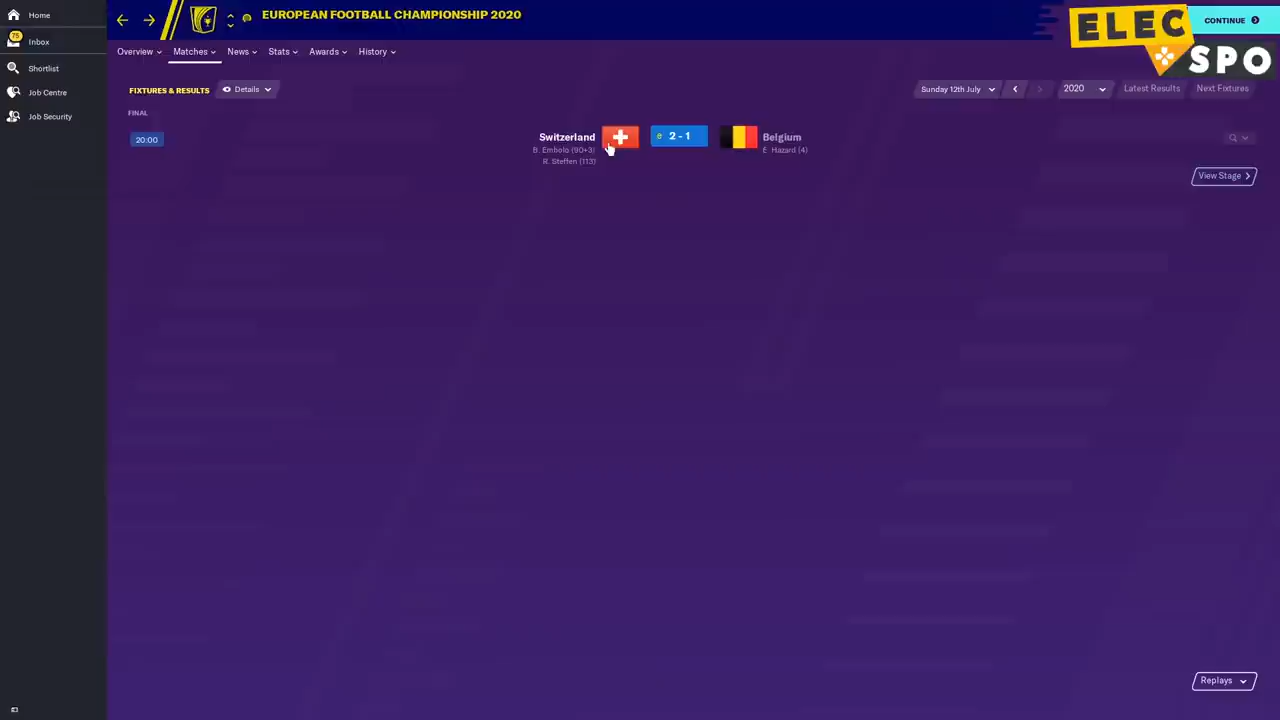 Home
75
Inbox
Shortlist
Job Centre
Job Security
EUROPEAN FOOTBALL CHAMPIONSHIP 2020
CONTINUE
ELEC
SPO
Overview
Matches
News
Stats
Awards
History
FIXTURES & RESULTS
Details
Sunday 12th July
2020
Latest Results
Next Fixtures
FINAL
20:00
Switzerland
e 2 - 1
Belgium
B. Embolo (90+3)
E. Hazard (4)
R. Steffen (113)
View Stage
Replays